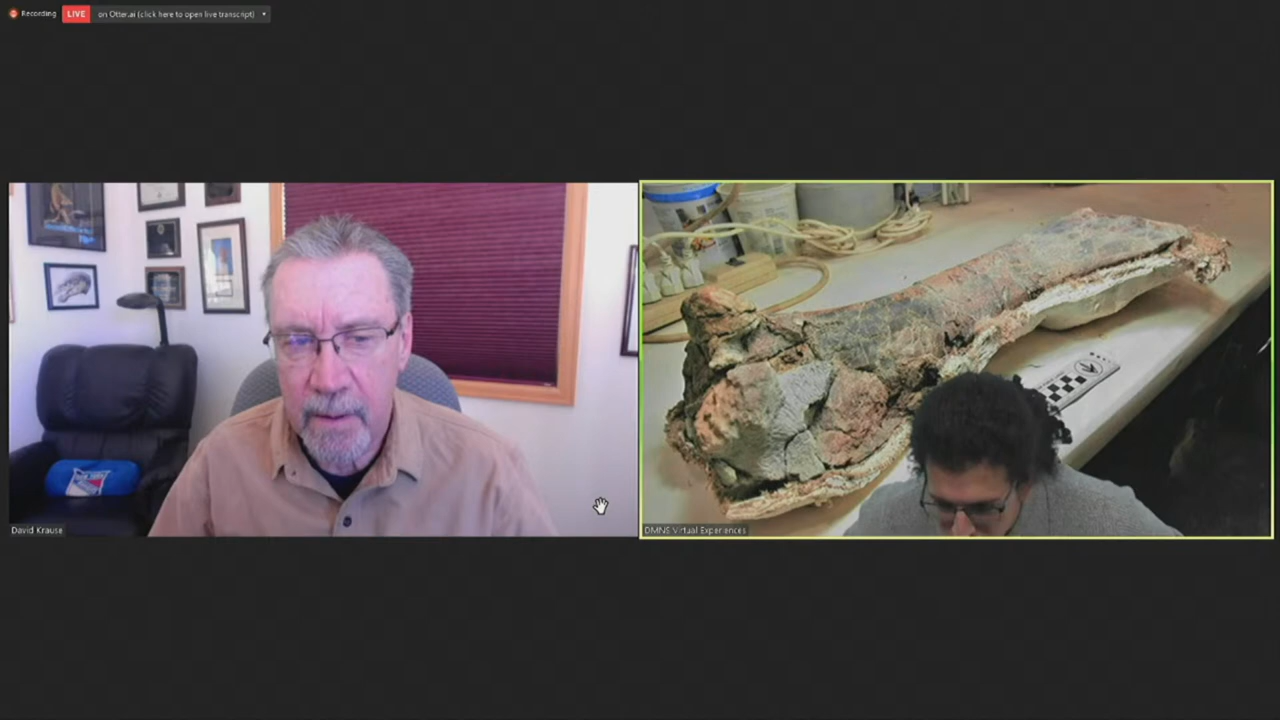 Recording
LIVE
on Otter.ai (click here to open live transcript)
David Krause
DMNS Virtual Experiences